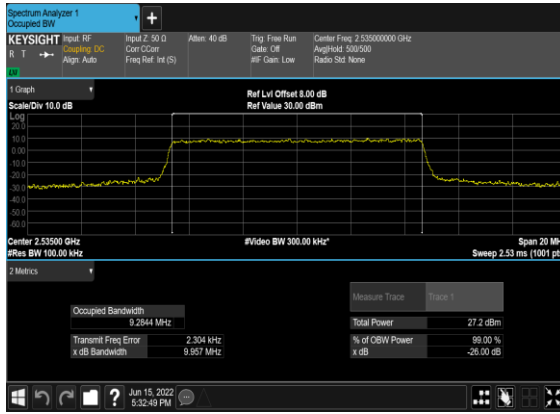 Spectrum Analyzer 1
Occupied BW
+
KEYSIGHT Input: RF Input Z: 50 Ω Atten: 40 dB Trig: Free Run Center Freq: 2.535000000 GHz
R T Coupling: DC Corr CCorr Gate: Off Avg|Hold: 500/500
Align: Auto Freq Ref: Int (S) #IF Gain: Low Radio Std: None
LW
1 Graph
Ref Lvl Offset 8.00 dB
Scale/Div 10.0 dB Ref Value 30.00 dBm
Log
20.0
10.0
0.00
-10.0
-20.0
-30.0
-40.0
-50.0
-60.0
Center 2.53500 GHz #Video BW 300.00 kHz* Span 20 MH
#Res BW 100.00 kHz Sweep 2.53 ms (1001 pt
2 Metrics
Measure Trace Trace 1
Occupied Bandwidth
9.2844 MHz Total Power 27.2 dBm
Transmit Freq Error 2.304 kHz % of OBW Power 99.00 %
x dB Bandwidth 9.957 MHz x dB -26.00 dB
? Jun 15, 2022
5:32:49 PM